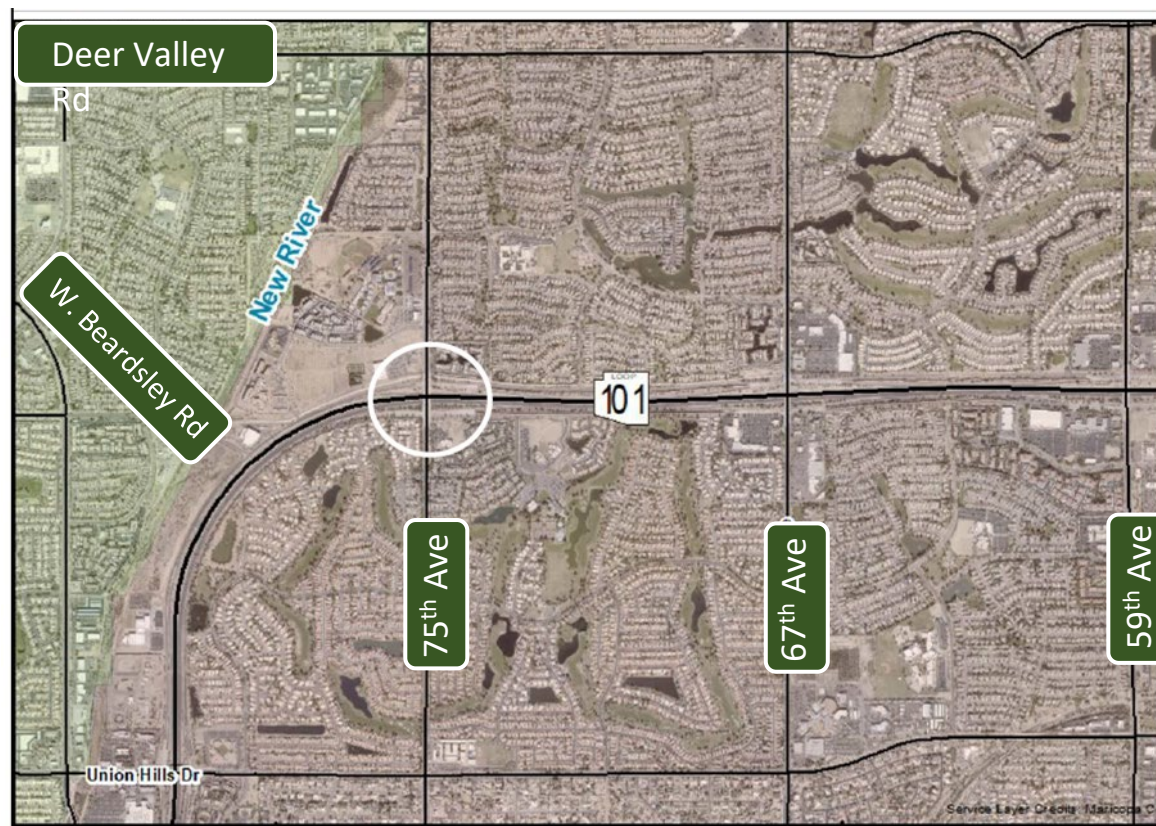 Deer Valley
Rd
New River
W. Beardsley Rd
LOOP
101
75th Ave
67th Ave
59th Ave
Union Hills Dr
Service Layer Credits: Maricopa C